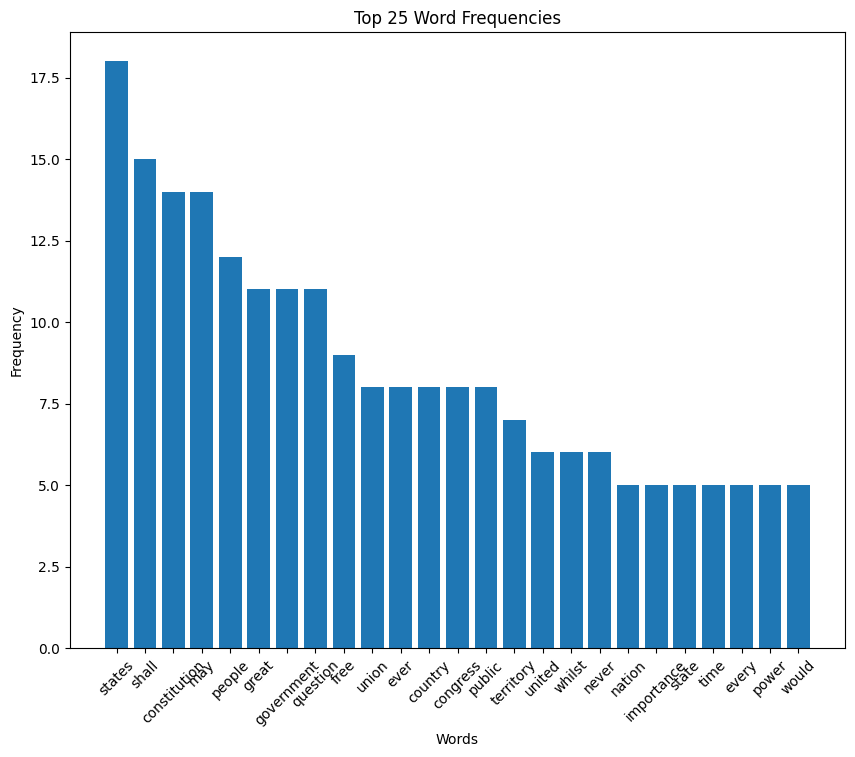 Top 25 Word Frequencies
Frequency
17.5
15.0
12.5
10.0
7.5
5.0
2.5
0.0
states
shall
constitution
may
people
great
government
question
free
union
ever
country
congress
public
territory
united
whilst
never
nation
importance
state
time
every
power
would
Words